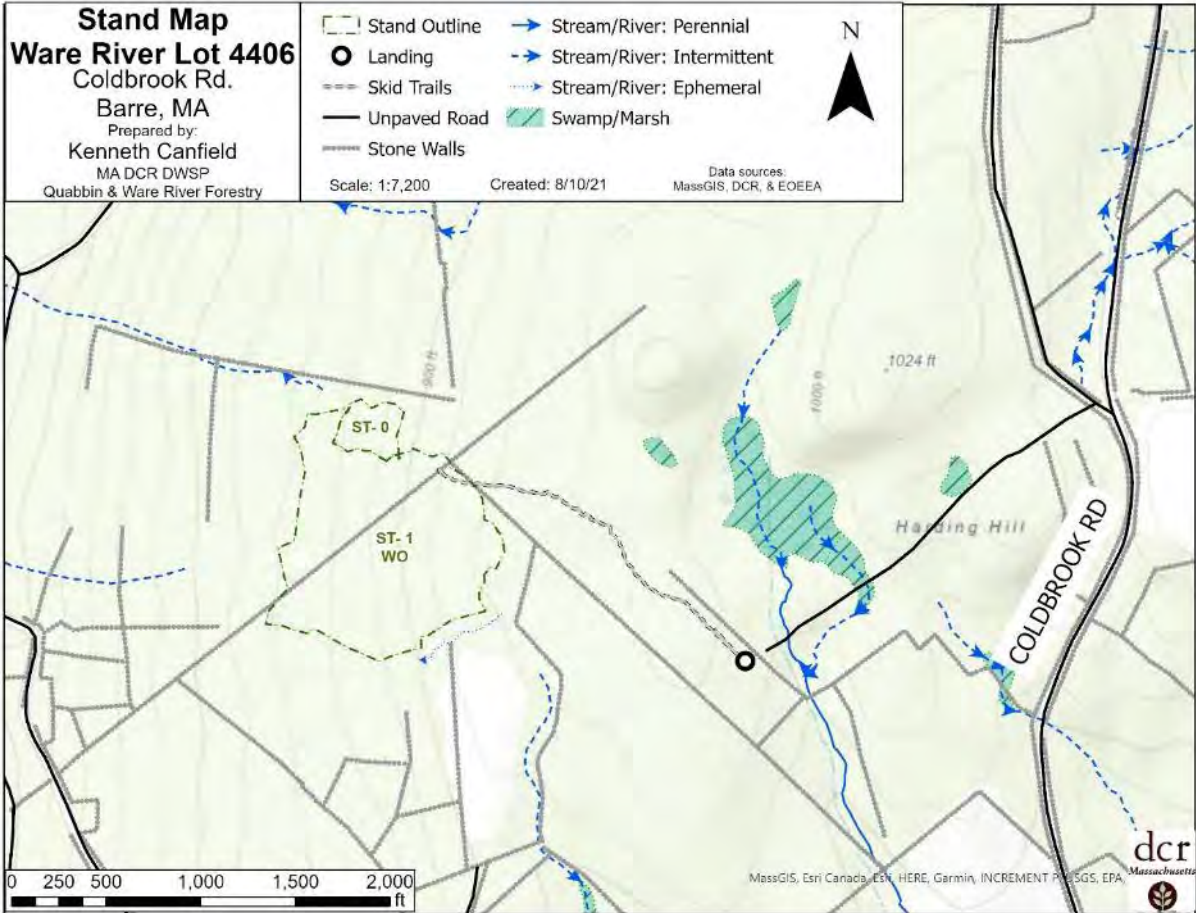 Stand Map
Ware River Lot 4406
Coldbrook Rd.
Barre, MA
Prepared by:
Kenneth Canfield
MA DCR DWSP
Quabbin & Ware River Forestry
Stand Outline
Landing
Skid Trails
Unpaved Road
Stone Walls
Stream/River: Perennial
Stream/River: Intermittent
Stream/River: Ephemeral
Swamp/Marsh
N
Scale: 1:7,200
Created: 8/10/21
Data sources:
MassGIS, DCR, & EOEEA
900 ft
1000 ft
1024 ft
ST- 0
ST- 1
WO
Harding Hill
COLDBROOK RD
0 250 500 1,000 1,500 2,000
ft
MassGIS, Esri Canada, Esri, HERE, Garmin, INCREMENT P, SGS, EPA,
dcr
Massachusetts